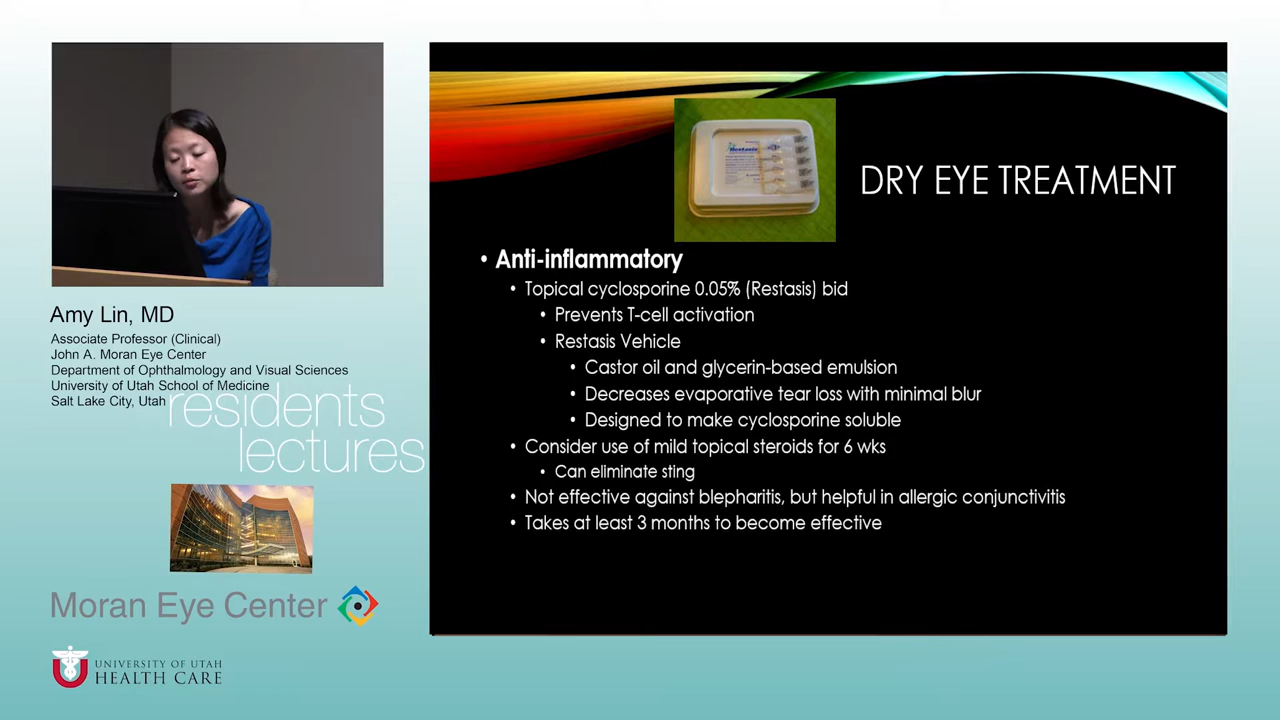 Restasis
DRY EYE TREATMENT
• Anti-inflammatory
• Topical cyclosporine 0.05% (Restasis) bid
• Prevents T-cell activation
• Restasis Vehicle
• Castor oil and glycerin-based emulsion
• Decreases evaporative tear loss with minimal blur
• Designed to make cyclosporine soluble
• Consider use of mild topical steroids for 6 wks
• Can eliminate sting
• Not effective against blepharitis, but helpful in allergic conjunctivitis
• Takes at least 3 months to become effective
Amy Lin, MD
Associate Professor (Clinical)
John A. Moran Eye Center
Department of Ophthalmology and Visual Sciences
University of Utah School of Medicine
Salt Lake City, Utah
residents
lectures
Moran Eye Center
UNIVERSITY OF UTAH
HEALTH CARE